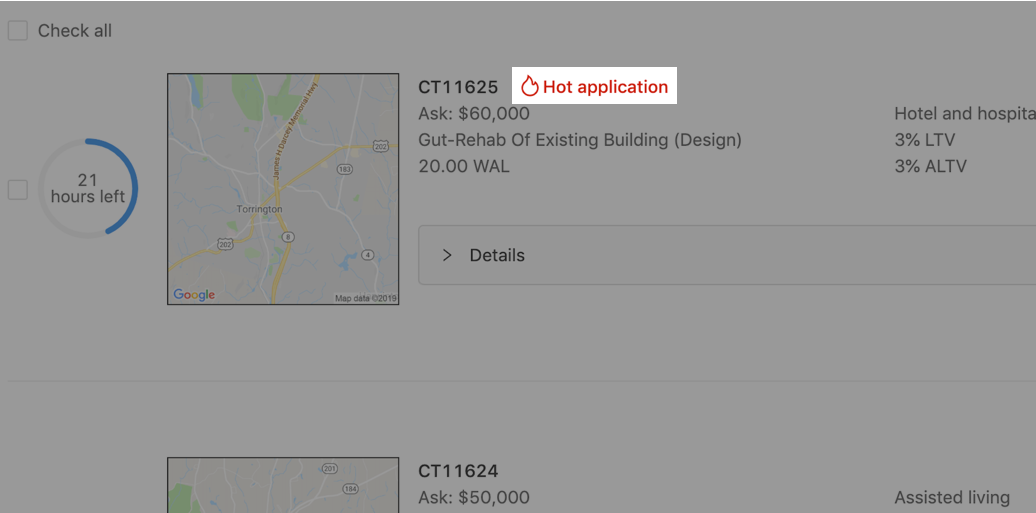 Check all
CT11625
Hot application
Ask: $60,000
Hotel and hospita
Gut-Rehab Of Existing Building (Design)
3% LTV
20.00 WAL
3% ALTV
21
hours left
James H Darcey Memorial Hwy
202
183
Torrington
8
202
4
Google
Map data ©2019
Details
CT11624
Ask: $50,000
Assisted living
201
184